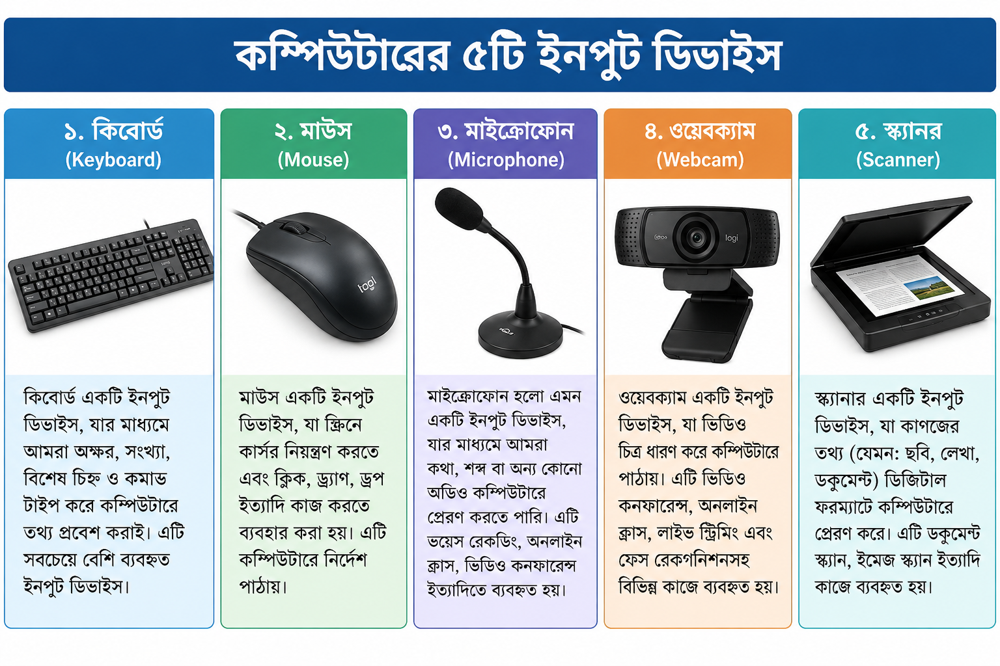 কম্পিউটারের ৫টি ইনপুট ডিভাইস
১. কিবোর্ড
(Keyboard)
কিবোর্ড একটি ইনপুট
ডিভাইস, যার মাধ্যমে
আমরা অক্ষর, সংখ্যা,
বিশেষ চিহ্ন ও কমান্ড
টাইপ করে কম্পিউটারে
তথ্য প্রবেশ করাই। এটি
সবচেয়ে বেশি ব্যবহৃত
ইনপুট ডিভাইস।
২. মাউস
(Mouse)
logi
মাউস একটি ইনপুট
ডিভাইস, যা স্ক্রিনে
কার্সর নিয়ন্ত্রণ করতে
এবং ক্লিক, ড্র্যাগ, ড্রপ
ইত্যাদি কাজ করতে
ব্যবহার করা হয়। এটি
কম্পিউটারে নির্দেশ
পাঠায়।
৩. মাইক্রোফোন
(Microphone)
মাইক্রোফোন হলো এমন
একটি ইনপুট ডিভাইস,
যার মাধ্যমে আমরা
কথা, শব্দ বা অন্য কোনো
অডিও কম্পিউটারে
প্রেরণ করতে পারি। এটি
ভয়েস রেকডিং, অনলাইন
ক্লাস, ভিডিও কনফারেন্স
ইত্যাদিতে ব্যবহৃত হয়।
৪. ওয়েবক্যাম
(Webcam)
logi
ওয়েবক্যাম একটি ইনপুট
ডিভাইস, যা ভিডিও
চিত্র ধারণ করে কম্পিউটারে
পাঠায়। এটি ভিডিও
কনফারেন্স, অনলাইন
ক্লাস, লাইভ স্ট্রিমিং এবং
ফেস রেকগনিশনসহ
বিভিন্ন কাজে ব্যবহৃত হয়।
৫. স্ক্যানর
(Scanner)
স্ক্যানার একটি ইনপুট
ডিভাইস, যা কাগজের
তথ্য (যেমন: ছবি, লেখা,
ডকুমেন্ট) ডিজিটাল
ফরম্যাটে কম্পিউটারে
প্রেরণ করে। এটি ডকুমেন্ট
স্ক্যান, ইমেজ স্ক্যান ইত্যাদি
কাজে ব্যবহৃত হয়।